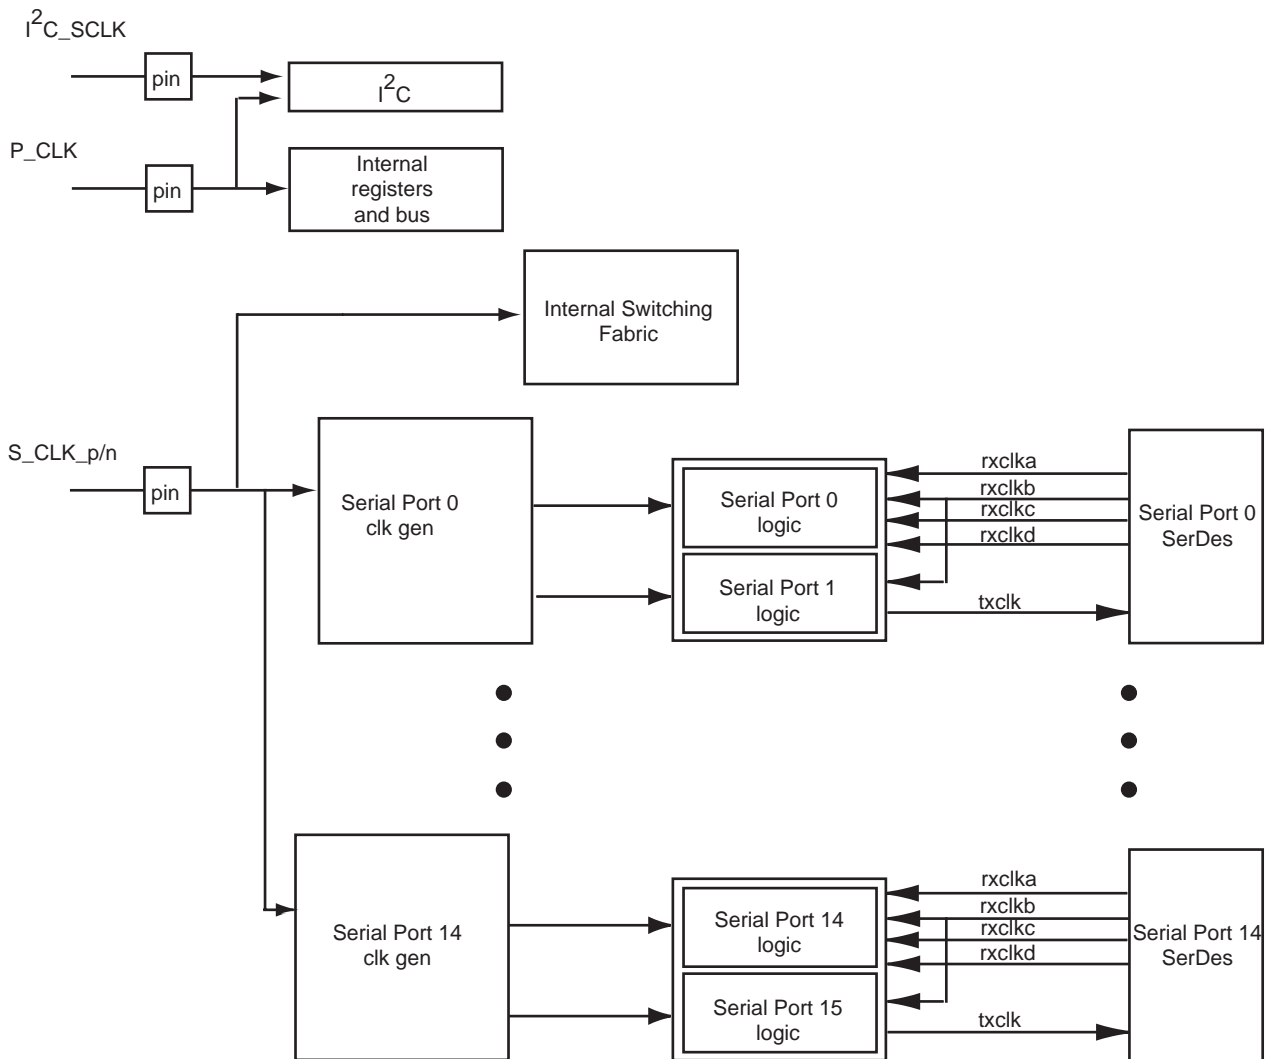 I²C_SCLK
pin
I²C
P_CLK
pin
Internal
registers
and bus
Internal Switching
Fabric
S_CLK_p/n
pin
Serial Port 0
clk gen
Serial Port 0
logic
Serial Port 1
logic
rxclka
rxclkb
rxclkc
rxclkd
txclk
Serial Port 0
SerDes
Serial Port 14
clk gen
Serial Port 14
logic
Serial Port 15
logic
rxclka
rxclkb
rxclkc
rxclkd
txclk
Serial Port 14
SerDes